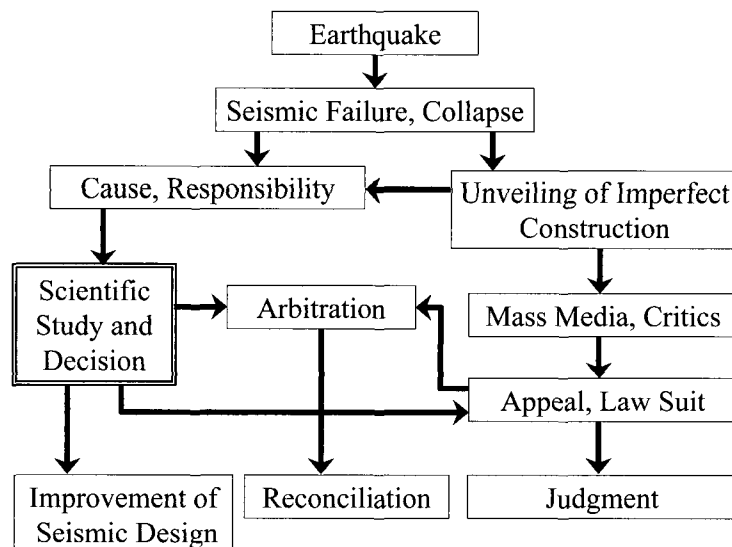 Earthquake
Seismic Failure, Collapse
Cause, Responsibility
Unveiling of Imperfect
Construction
Scientific
Study and
Decision
Arbitration
Mass Media, Critics
Appeal, Law Suit
Improvement of
Seismic Design
Reconciliation
Judgment